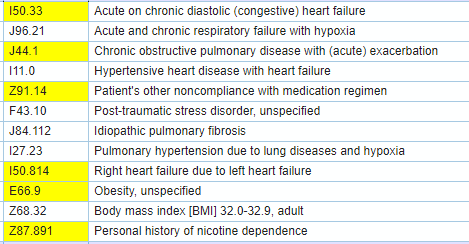 I50.33 Acute on chronic diastolic (congestive) heart failure
J96.21 Acute and chronic respiratory failure with hypoxia
J44.1 Chronic obstructive pulmonary disease with (acute) exacerbation
I11.0 Hypertensive heart disease with heart failure
Z91.14 Patient's other noncompliance with medication regimen
F43.10 Post-traumatic stress disorder, unspecified
J84.112 Idiopathic pulmonary fibrosis
I27.23 Pulmonary hypertension due to lung diseases and hypoxia
I50.814 Right heart failure due to left heart failure
E66.9 Obesity, unspecified
Z68.32 Body mass index [BMI] 32.0-32.9, adult
Z87.891 Personal history of nicotine dependence